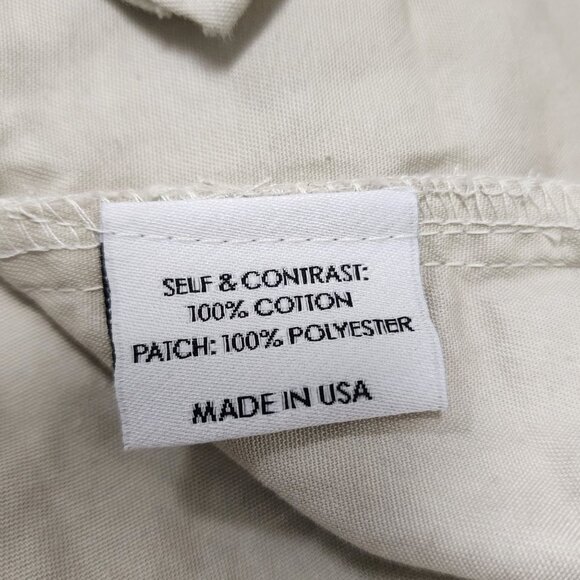 SELF & CONTRAST:
100% COTTON
PATCH: 100% POLYESTER
MADE IN USA